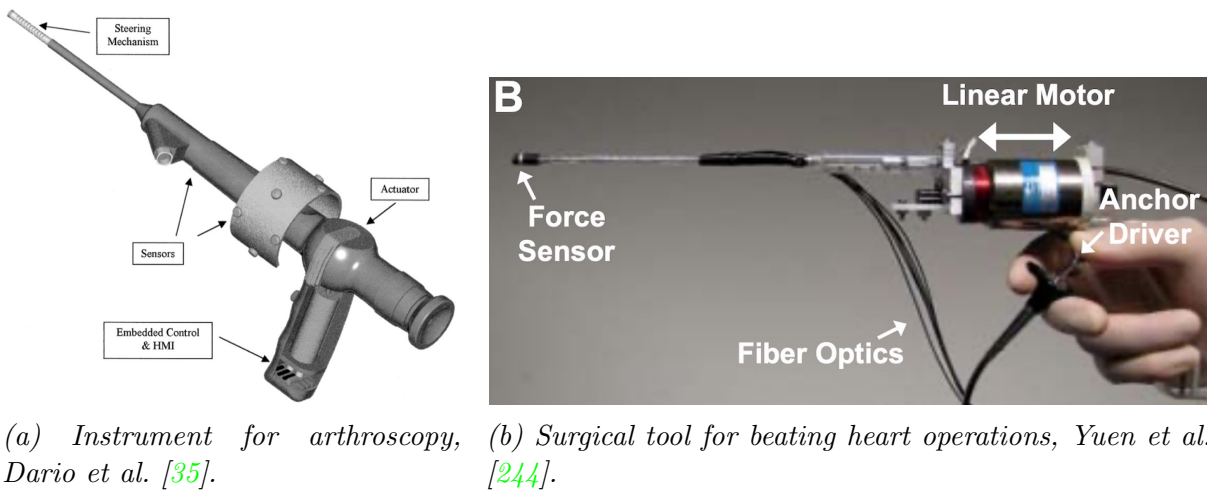 Steering
Mechanism
Actuator
Sensors
Embedded Control
& HMI
(a) Instrument for arthroscopy,
Dario et al. [35].
B
Linear Motor
Force
Sensor
Anchor
Driver
Fiber Optics
(b) Surgical tool for beating heart operations, Yuen et al.
[244].